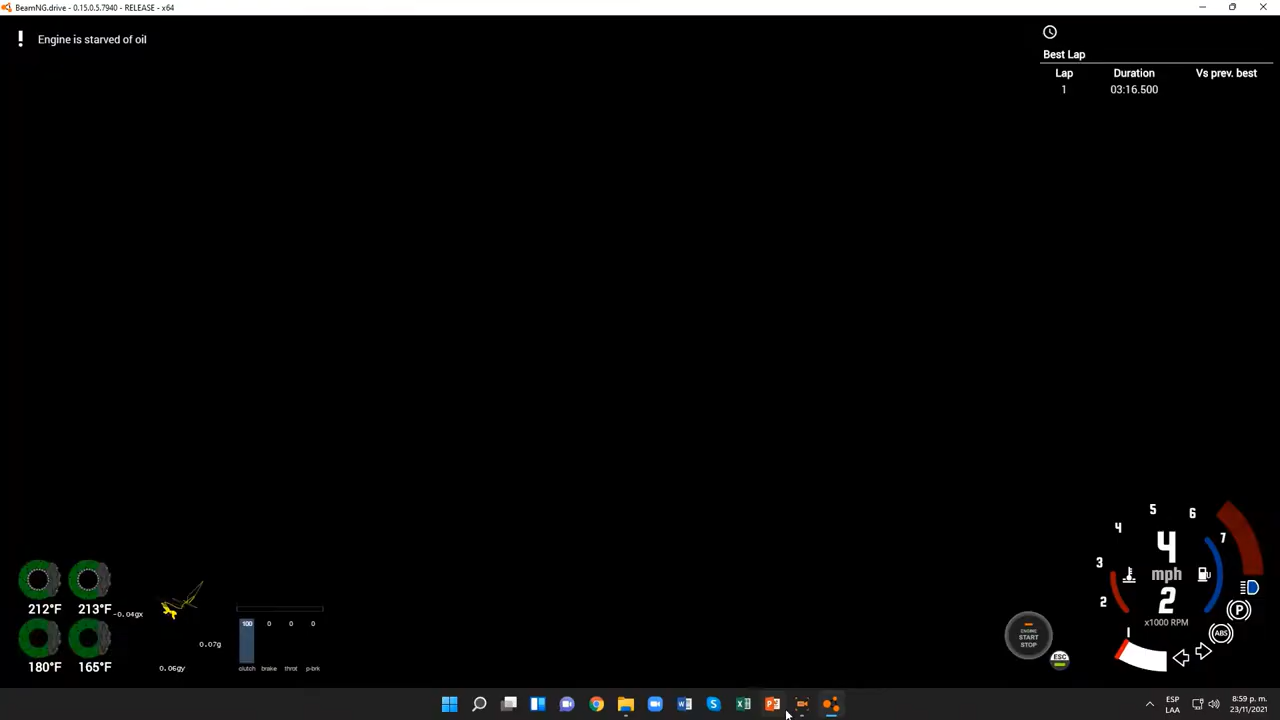 BeamNG.drive - 0.15.0.5.7940 - RELEASE - x64
Engine is starved of oil
Best Lap
Lap Duration Vs prev. best
1 03:16.500
5 6
4 7
3
2
1
4
mph
2
x1000 RPM
P
ABS
ENGINE
START
STOP
ESC
212°F 213°F
180°F 165°F
-0.04gx
0.07g
0.06gy
100 0 0 0
clutch brake throt p-brk
ESP
LAA
8:59 p. m.
23/11/2021